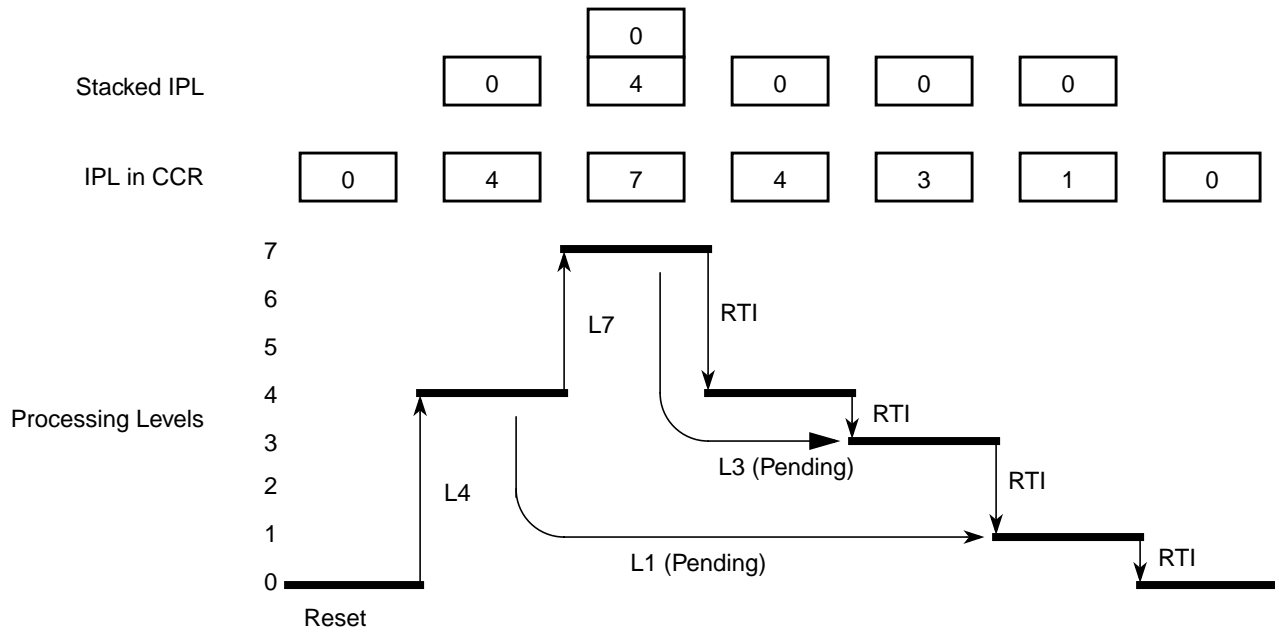 0
Stacked IPL 0 4 0 0 0
IPL in CCR 0 4 7 4 3 1 0
7
6
L7 RTI
5
4
Processing Levels RTI
3
L3 (Pending)
2 L4 RTI
1
L1 (Pending) RTI
0
Reset